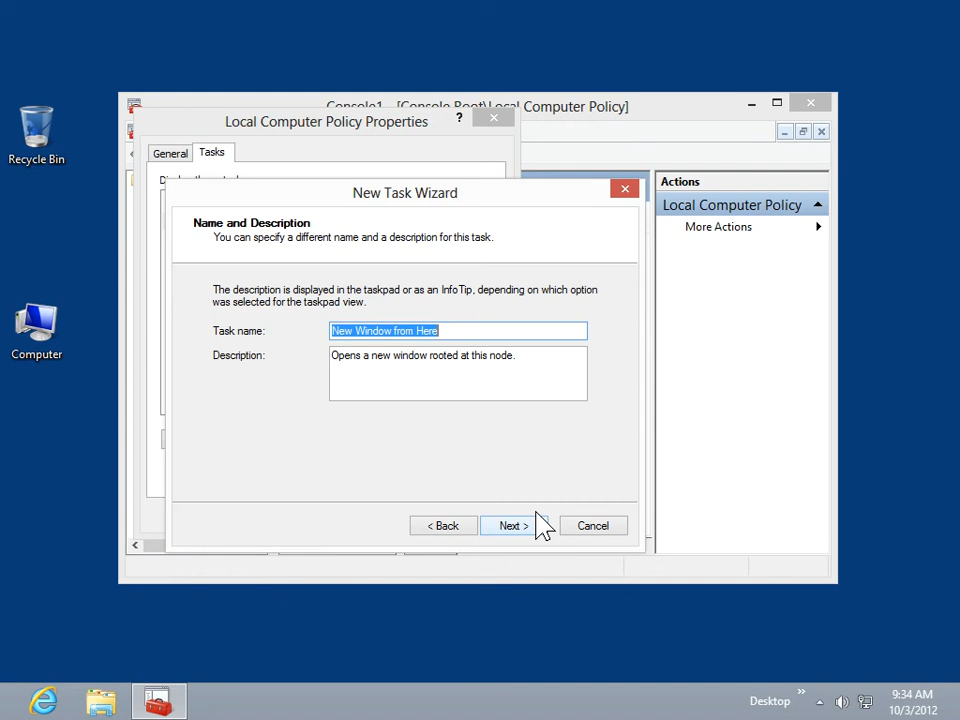 Recycle Bin
Computer
Console1 - [Console Root\Local Computer Policy]
Local Computer Policy Properties
?
General
Tasks
New Task Wizard
Name and Description
You can specify a different name and a description for this task.
The description is displayed in the taskpad or as an InfoTip, depending on which option
was selected for the taskpad view.
Task name:
New Window from Here
Description:
Opens a new window rooted at this node.
< Back
Next >
Cancel
Actions
Local Computer Policy
More Actions
Desktop
9:34 AM
10/3/2012